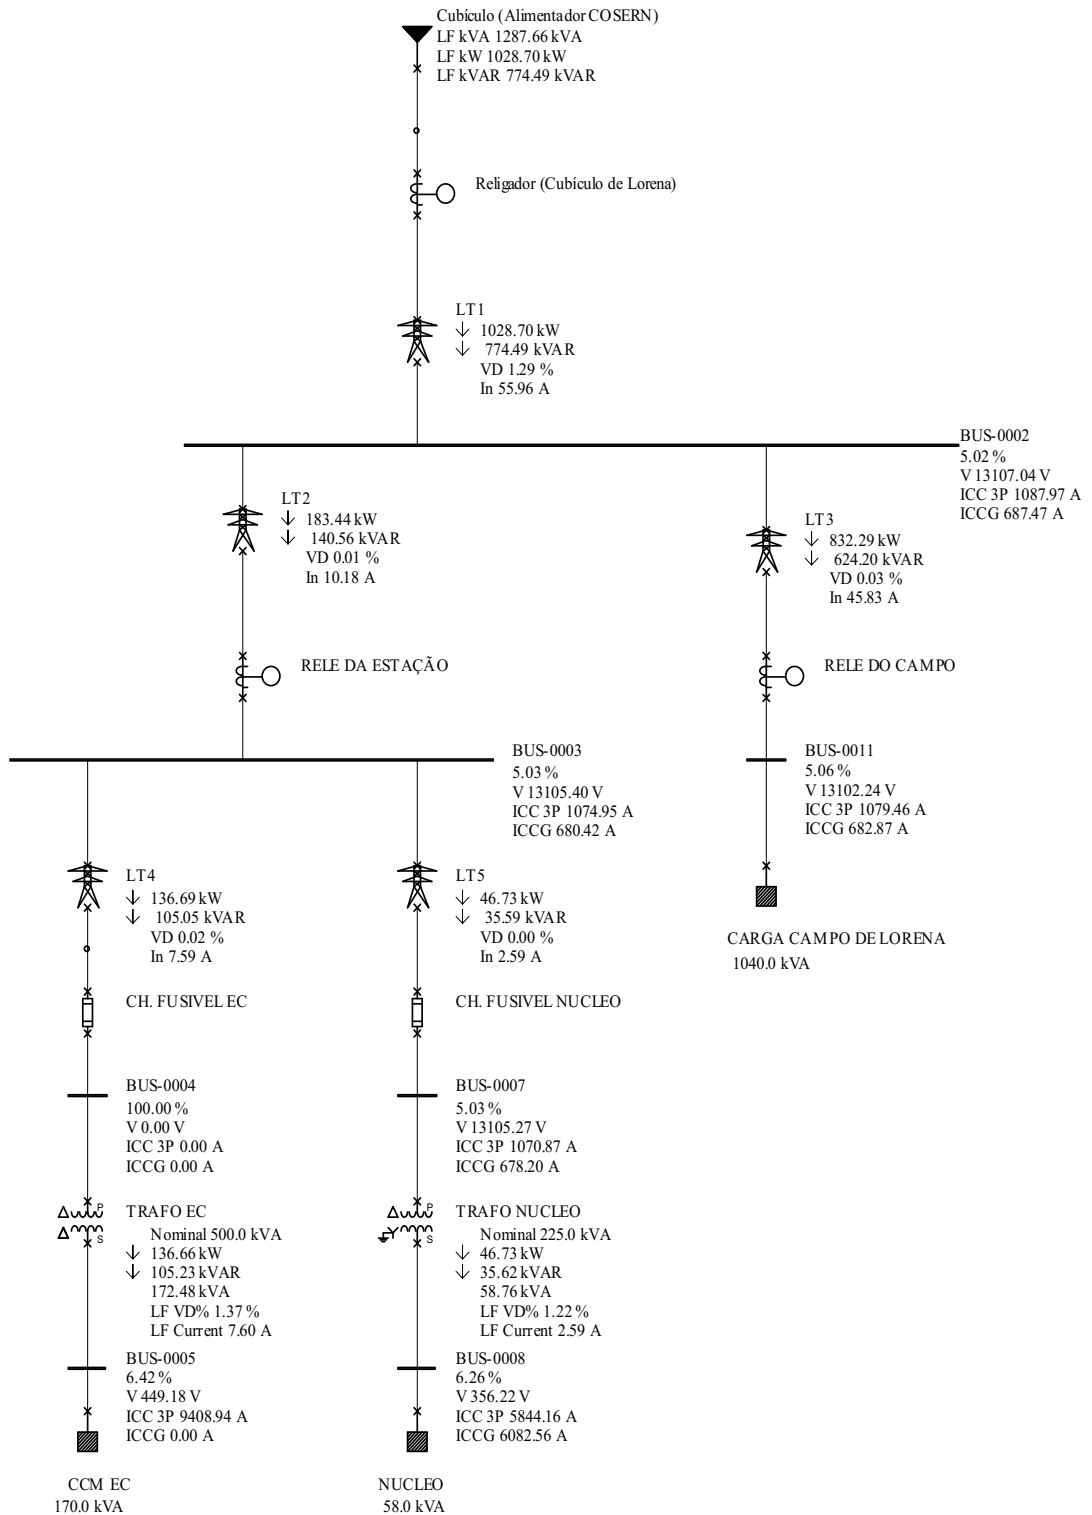 Cubículo (Alimentador COSERN)
LF kVA 1287.66 kVA
LF kW 1028.70 kW
LF kVAR 774.49 kVAR
Religador (Cubículo de Lorena)
LT1
1028.70 kW
774.49 kVAR
VD 1.29 %
In 55.96 A
BUS-0002
5.02 %
V 13107.04 V
ICC 3P 1087.97 A
ICCG 687.47 A
LT2
183.44 kW
140.56 kVAR
VD 0.01 %
In 10.18 A
LT3
832.29 kW
624.20 kVAR
VD 0.03 %
In 45.83 A
RELE DA ESTAÇÃO
RELE DO CAMPO
BUS-0003
5.03 %
V 13105.40 V
ICC 3P 1074.95 A
ICCG 680.42 A
BUS-0011
5.06 %
V 13102.24 V
ICC 3P 1079.46 A
ICCG 682.87 A
LT4
136.69 kW
105.05 kVAR
VD 0.02 %
In 7.59 A
LT5
46.73 kW
35.59 kVAR
VD 0.00 %
In 2.59 A
CARGA CAMPO DE LORENA
1040.0 kVA
CH. FUSIVEL EC
CH. FUSIVEL NUCLEO
BUS-0004
100.00 %
V 0.00 V
ICC 3P 0.00 A
ICCG 0.00 A
BUS-0007
5.03 %
V 13105.27 V
ICC 3P 1070.87 A
ICCG 678.20 A
P
S
TRAFO EC
Nominal 500.0 kVA
136.66 kW
105.23 kVAR
172.48 kVA
LF VD% 1.37 %
LF Current 7.60 A
P
S
TRAFO NUCLEO
Nominal 225.0 kVA
46.73 kW
35.62 kVAR
58.76 kVA
LF VD% 1.22 %
LF Current 2.59 A
BUS-0005
6.42 %
V 449.18 V
ICC 3P 9408.94 A
ICCG 0.00 A
BUS-0008
6.26 %
V 356.22 V
ICC 3P 5844.16 A
ICCG 6082.56 A
CCM EC
170.0 kVA
NUCLEO
58.0 kVA